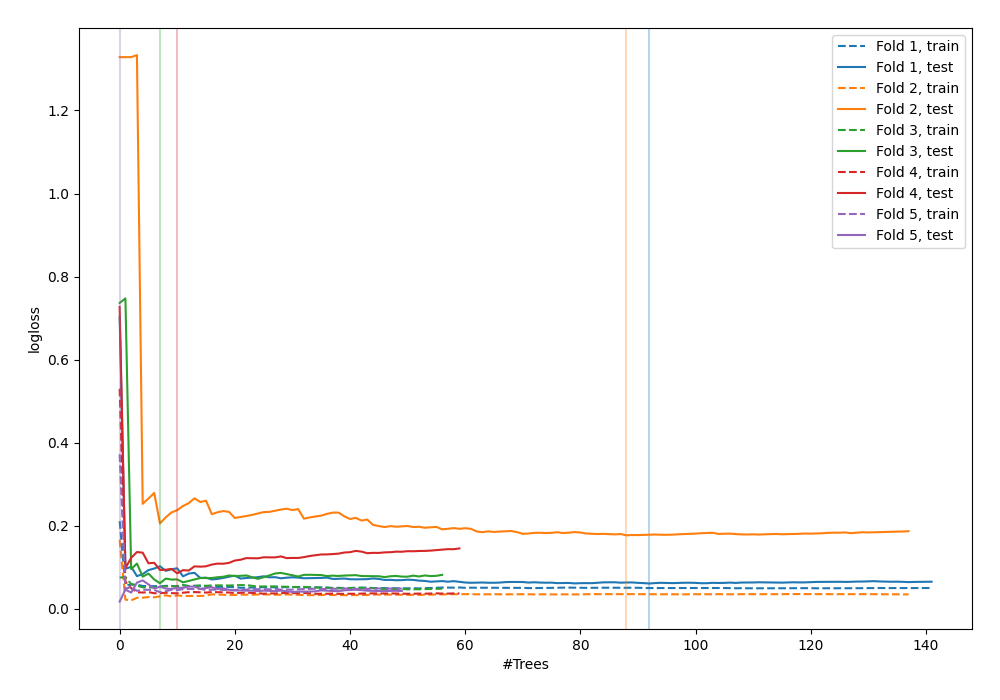 1.2
1.0
0.8
0.6
0.4
0.2
0.0
logloss
0 20 40 60 80 100 120 140
#Trees
Fold 1, train
Fold 1, test
Fold 2, train
Fold 2, test
Fold 3, train
Fold 3, test
Fold 4, train
Fold 4, test
Fold 5, train
Fold 5, test